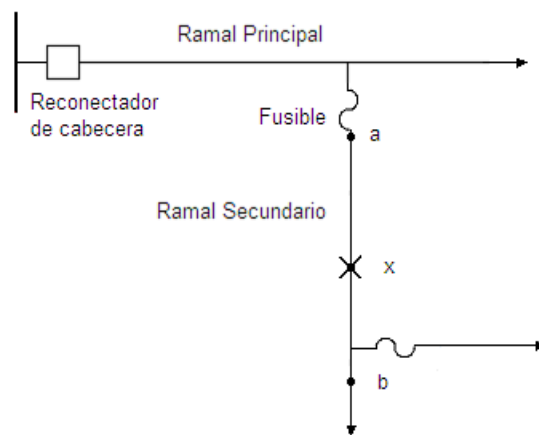 Ramal Principal
Reconectador
de cabecera
Fusible
a
Ramal Secundario
x
b